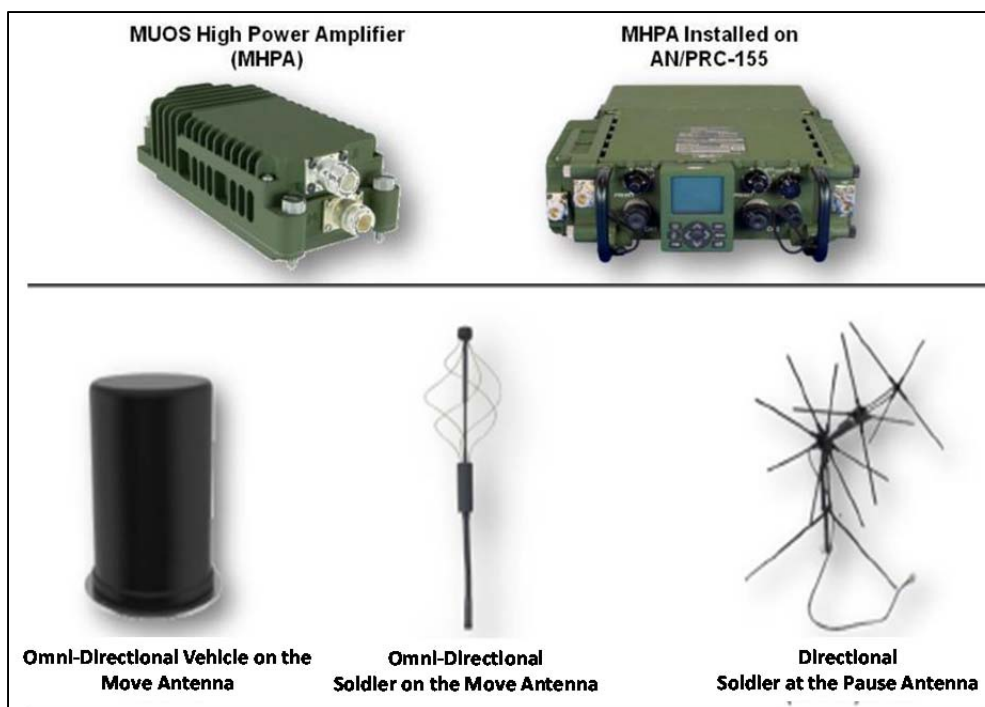 MUOS High Power Amplifier
(MHPA)
MHPA Installed on
AN/PRC-155
Omni-Directional Vehicle on the
Move Antenna
Omni-Directional
Soldier on the Move Antenna
Directional
Soldier at the Pause Antenna